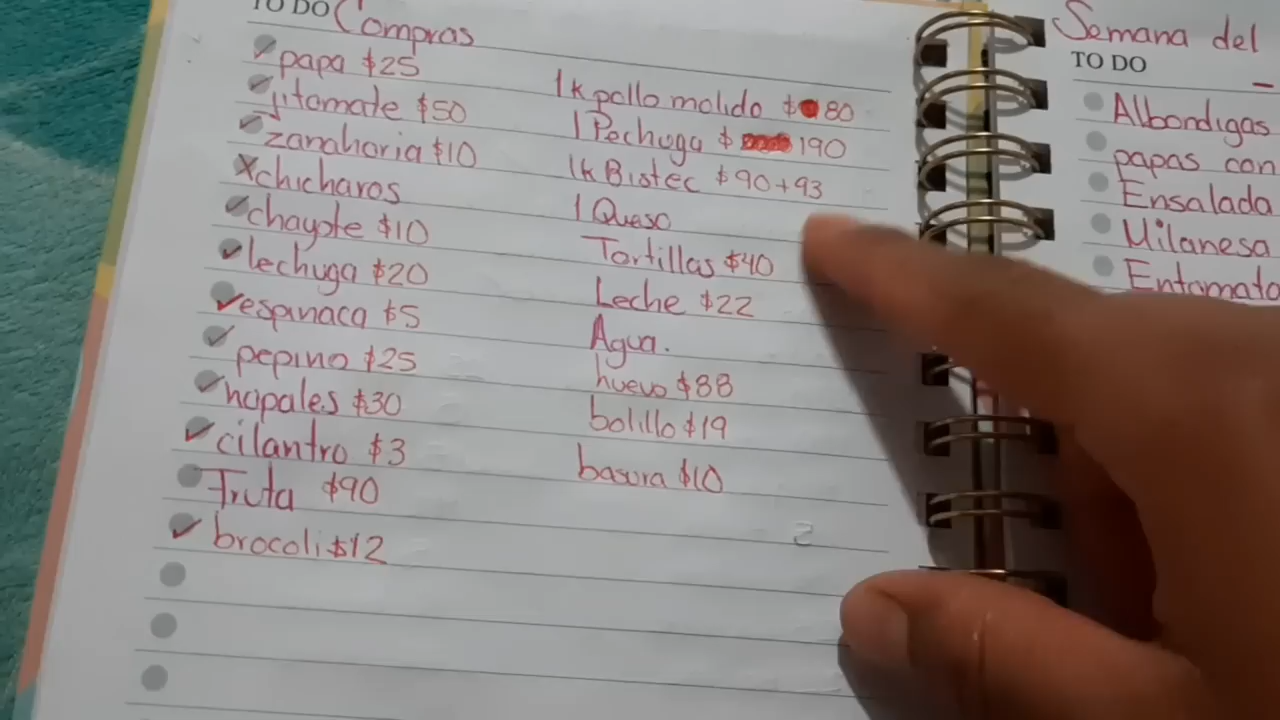 TO DO Compras
papa $25
jitomate $50
zanahoria $10
chicharos
chayote $10
lechuga $20
espinaca $5
pepino $25
nopales $30
cilantro $3
Fruta $90
brocoli $12
1k pollo molido $80
1 Pechuga $ 190
1k Bistec $90+93
1 Queso
Tortillas $40
Leche $22
Agua.
huevo $88
bolillo $19
basura $10
2
Semana del
TO DO
Albondigas
papas con
Ensalada
Milanesa
Entomato